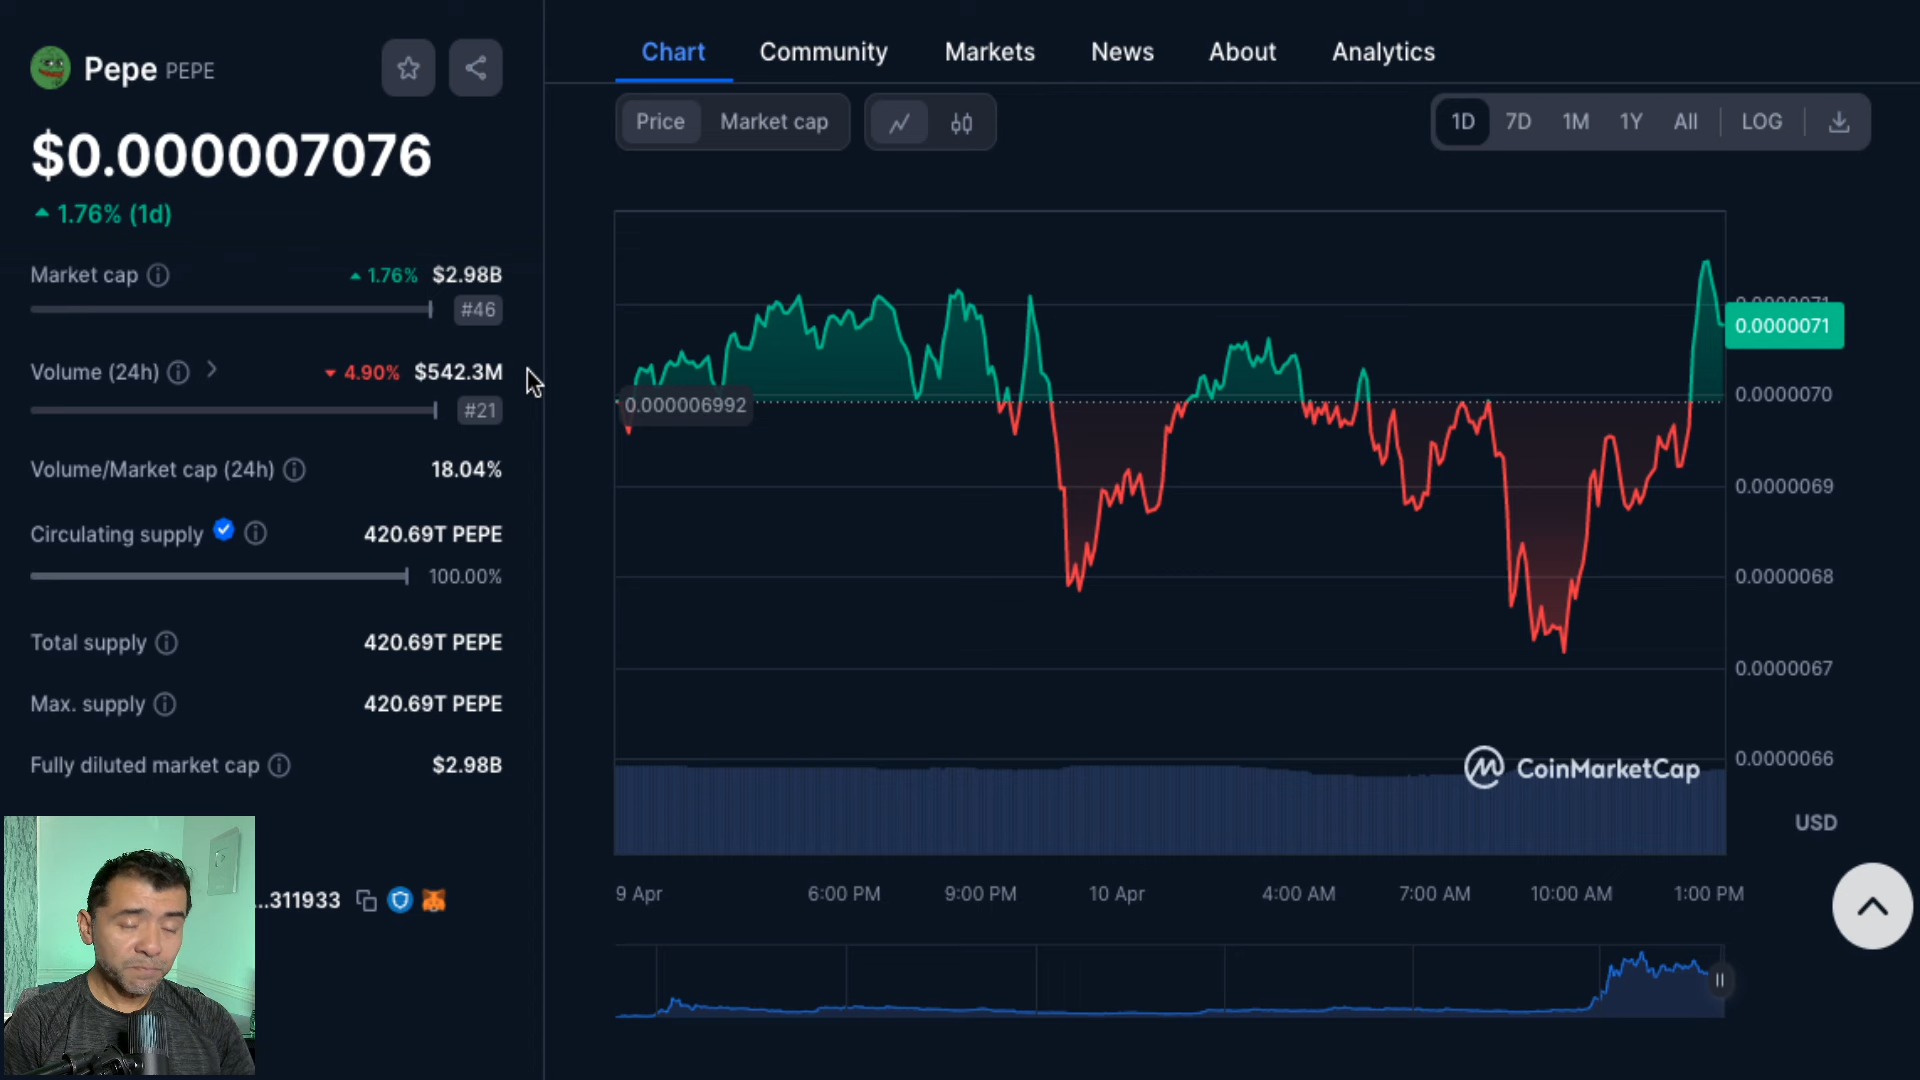 Pepe PEPE
$0.000007076
1.76% (1d)
Market cap 1.76% $2.98B
#46
Volume (24h) 4.90% $542.3M
#21
Volume/Market cap (24h) 18.04%
Circulating supply 420.69T PEPE
100.00%
Total supply 420.69T PEPE
Max. supply 420.69T PEPE
Fully diluted market cap $2.98B
...311933
Chart Community Markets News About Analytics
Price Market cap
1D 7D 1M 1Y All LOG
0.0000071
0.0000071
0.000006992
0.0000070
0.0000069
0.0000068
0.0000067
0.0000066
CoinMarketCap
USD
9 Apr 6:00 PM 9:00 PM 10 Apr 4:00 AM 7:00 AM 10:00 AM 1:00 PM